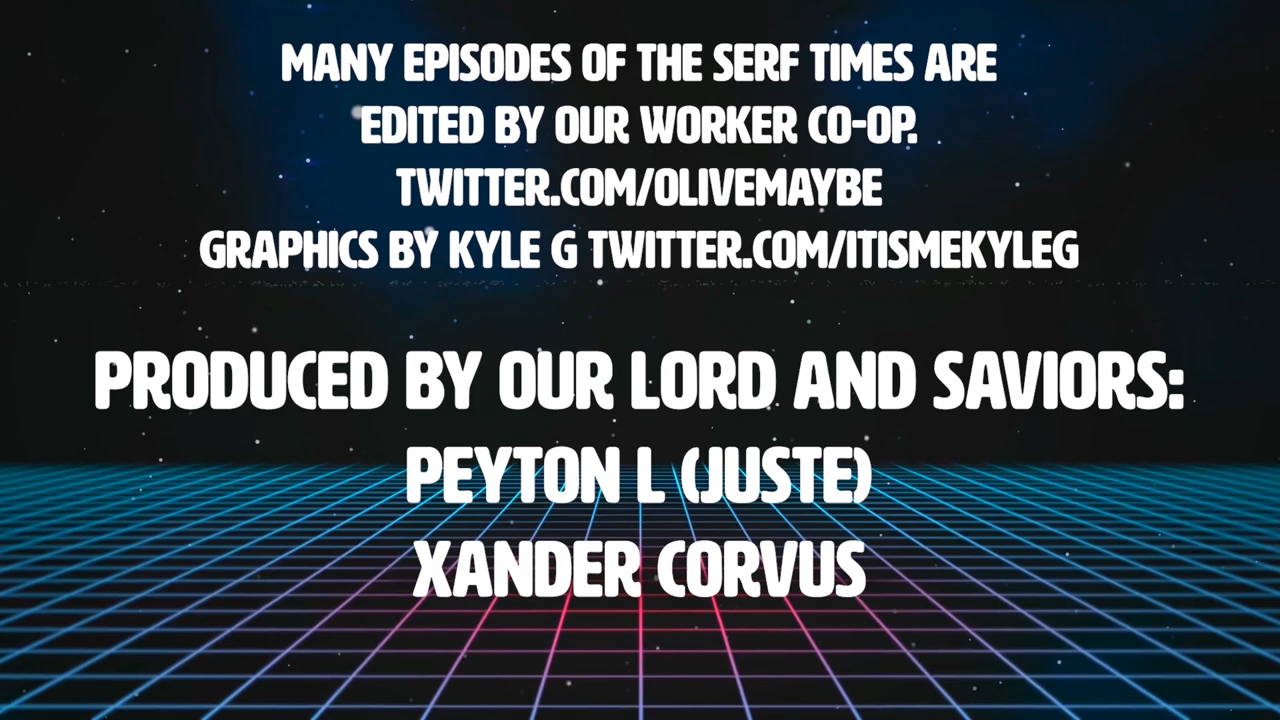 MANY EPISODES OF THE SERF TIMES ARE
EDITED BY OUR WORKER CO-OP.
TWITTER.COM/OLIVEMAYBE
GRAPHICS BY KYLE G TWITTER.COM/ITISMEKYLEG
PRODUCED BY OUR LORD AND SAVIORS:
PEYTON L (JUSTE)
XANDER CORVUS